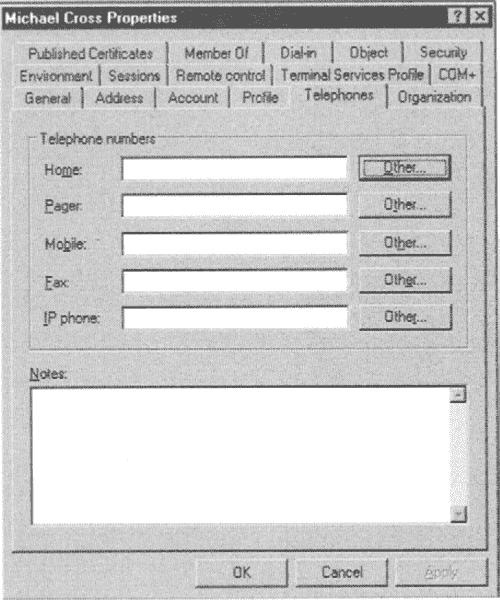 Michael Cross Properties
Published Certificates Member Of Dial-in Object Security
Environment Sessions Remote control Terminal Services Profile COM+
General Address Account Profile Telephones Organization
Telephone numbers
Home: Other...
Pager: Other...
Mobile: Other...
Fax: Other...
IP phone: Other...
Notes:
OK Cancel Apply